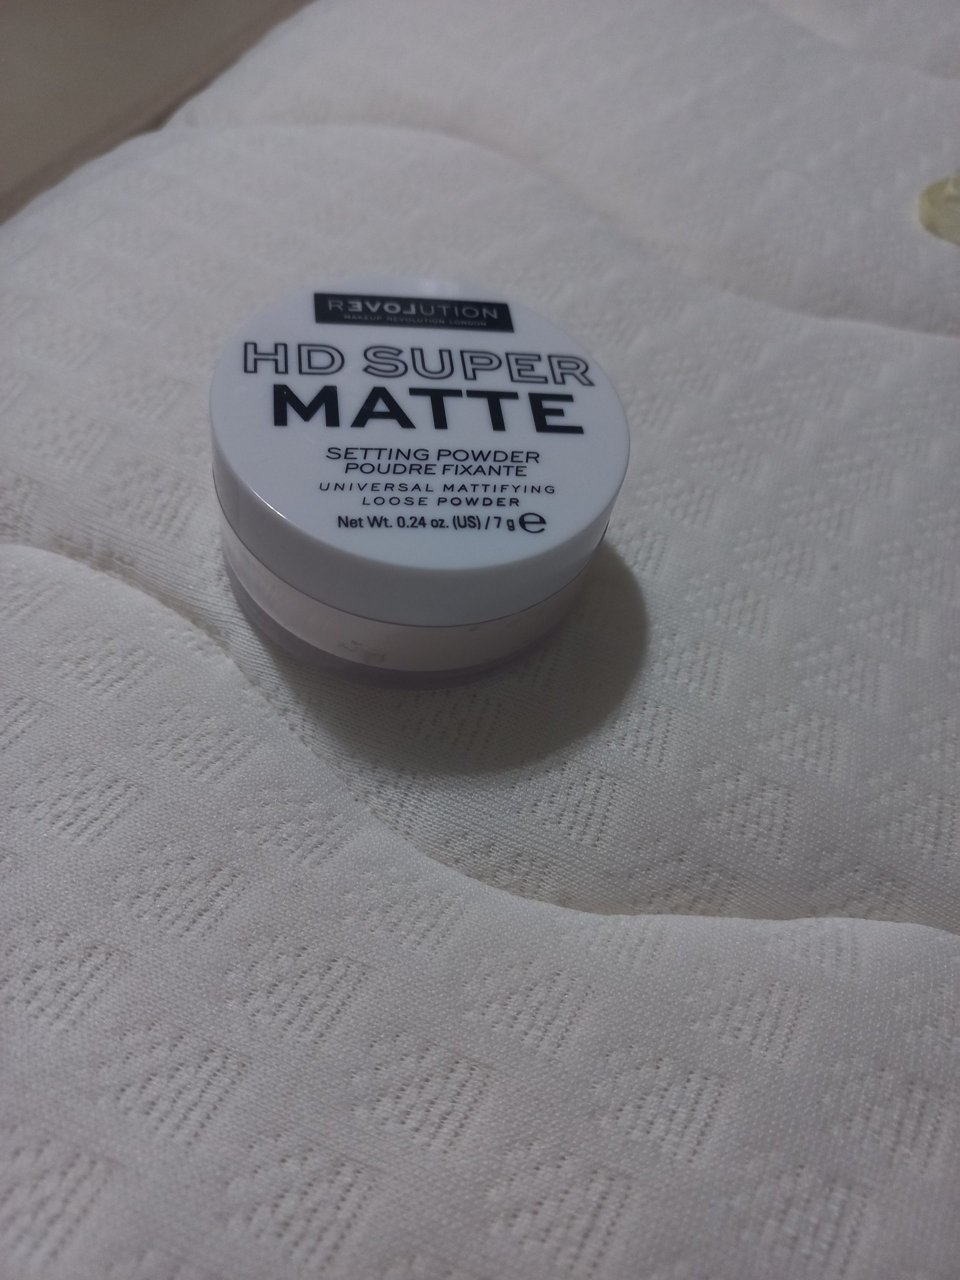 REVOLUTION
MAKEUP REVOLUTION LONDON
HD SUPER
MATTE
SETTING POWDER
POUDRE FIXANTE
UNIVERSAL MATTIFYING
LOOSE POWDER
Net Wt. 0.24 oz. (US) / 7 g ℮